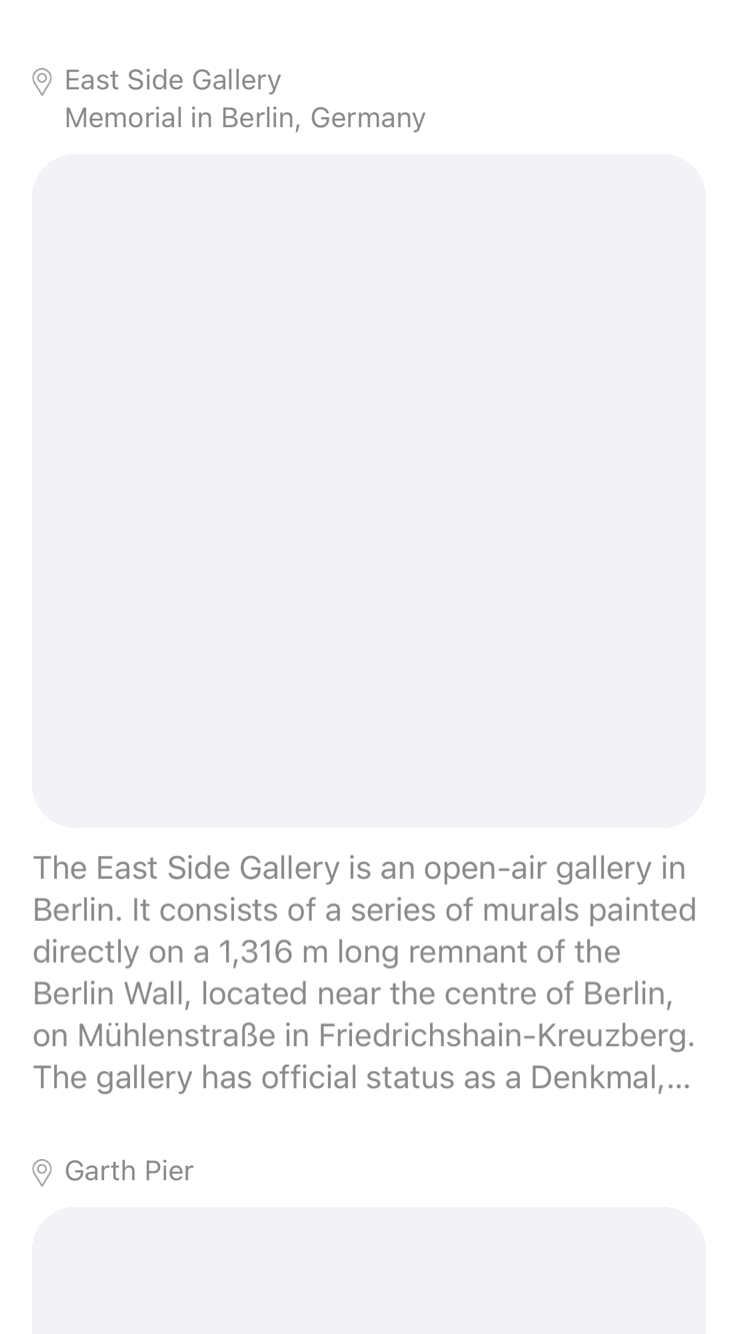 East Side Gallery
Memorial in Berlin, Germany
The East Side Gallery is an open-air gallery in
Berlin. It consists of a series of murals painted
directly on a 1,316 m long remnant of the
Berlin Wall, located near the centre of Berlin,
on Mühlenstraße in Friedrichshain-Kreuzberg.
The gallery has official status as a Denkmal,...
Garth Pier